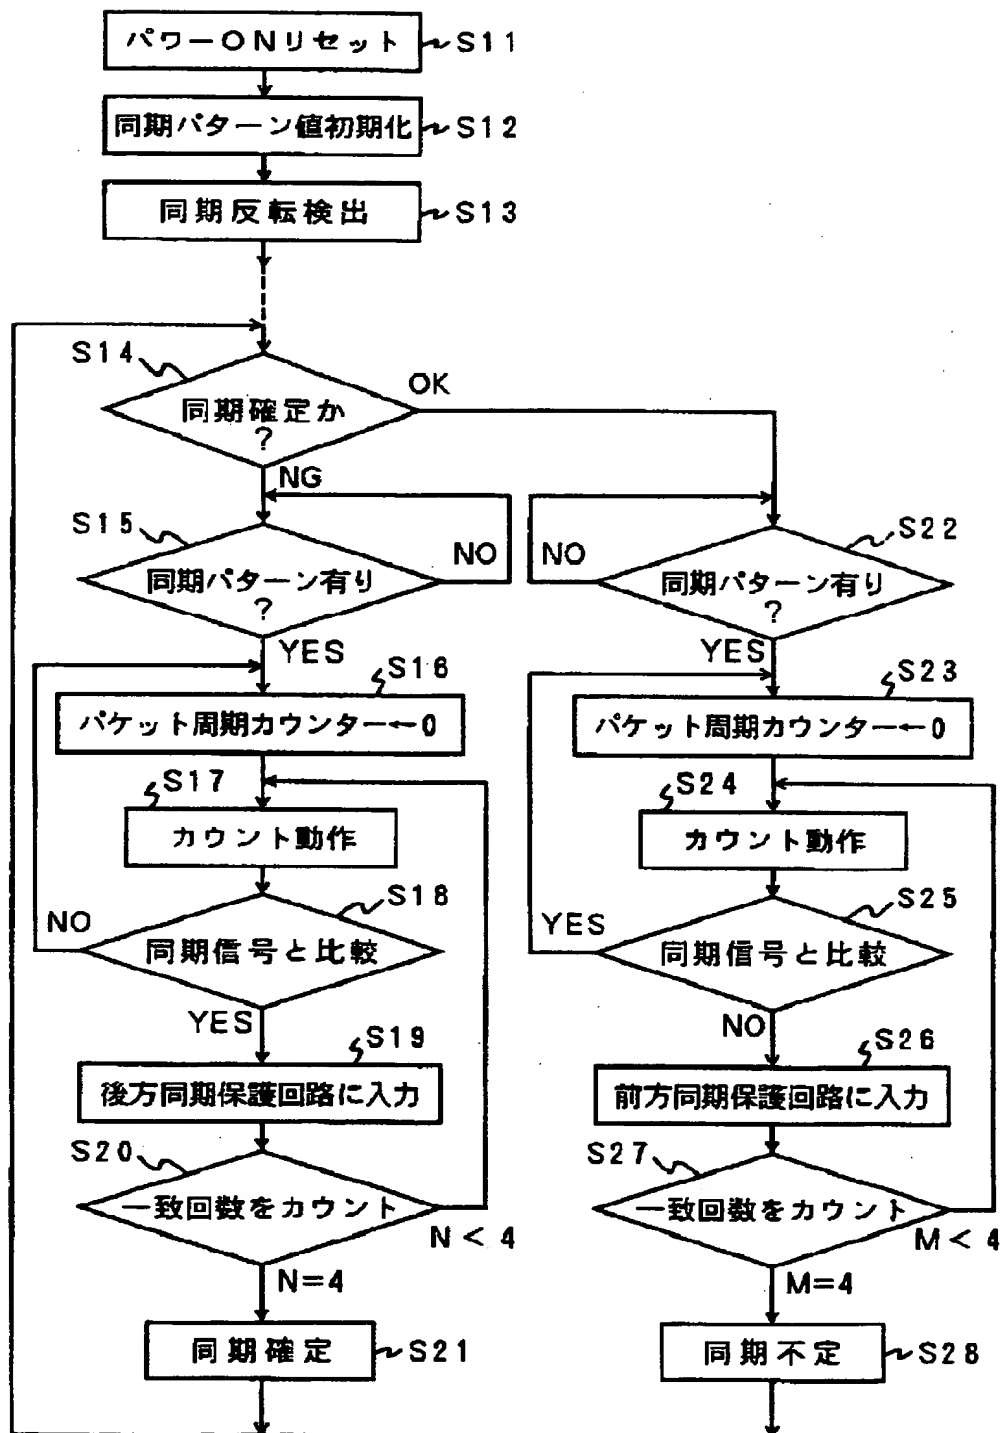 パワーONリセット S11
同期パターン値初期化 S12
同期反転検出 S13
S14
同期確定か
?
OK
NG
S15
同期パターン有り
?
NO
YES
S16
パケット周期カウンター←0
S17
カウント動作
S18
同期信号と比較
NO
YES
S19
後方同期保護回路に入力
S20
一致回数をカウント
N<4
N=4
同期確定 S21
S22
同期パターン有り
?
NO
YES
S23
パケット周期カウンター←0
S24
カウント動作
S25
同期信号と比較
YES
NO
S26
前方同期保護回路に入力
S27
一致回数をカウント
M<4
M=4
同期不定 S28